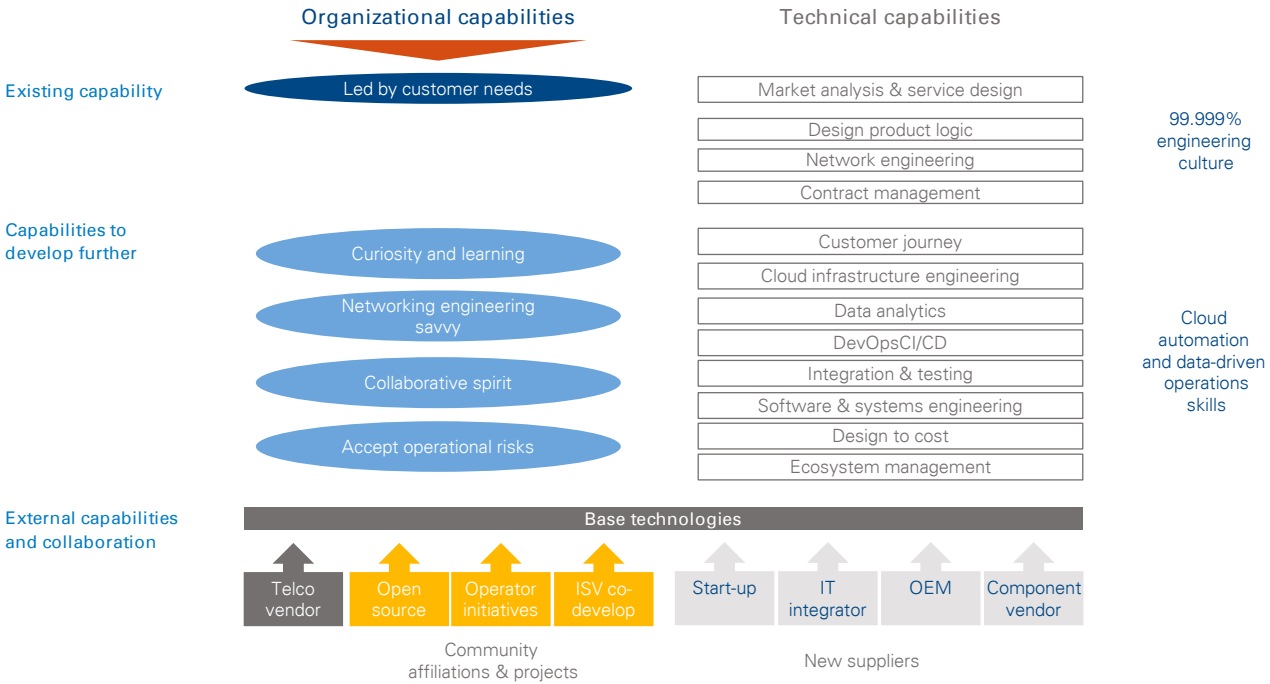 Organizational capabilities
Technical capabilities
Existing capability
Led by customer needs
Market analysis & service design
Design product logic
Network engineering
Contract management
99.999%
engineering
culture
Capabilities to
develop further
Curiosity and learning
Networking engineering
savvy
Collaborative spirit
Accept operational risks
Customer journey
Cloud infrastructure engineering
Data analytics
DevOpsCI/CD
Integration & testing
Software & systems engineering
Design to cost
Ecosystem management
Cloud
automation
and data-driven
operations
skills
External capabilities
and collaboration
Base technologies
Telco
vendor
Open
source
Operator
initiatives
ISV co-
develop
Start-up
IT
integrator
OEM
Component
vendor
Community
affiliations & projects
New suppliers